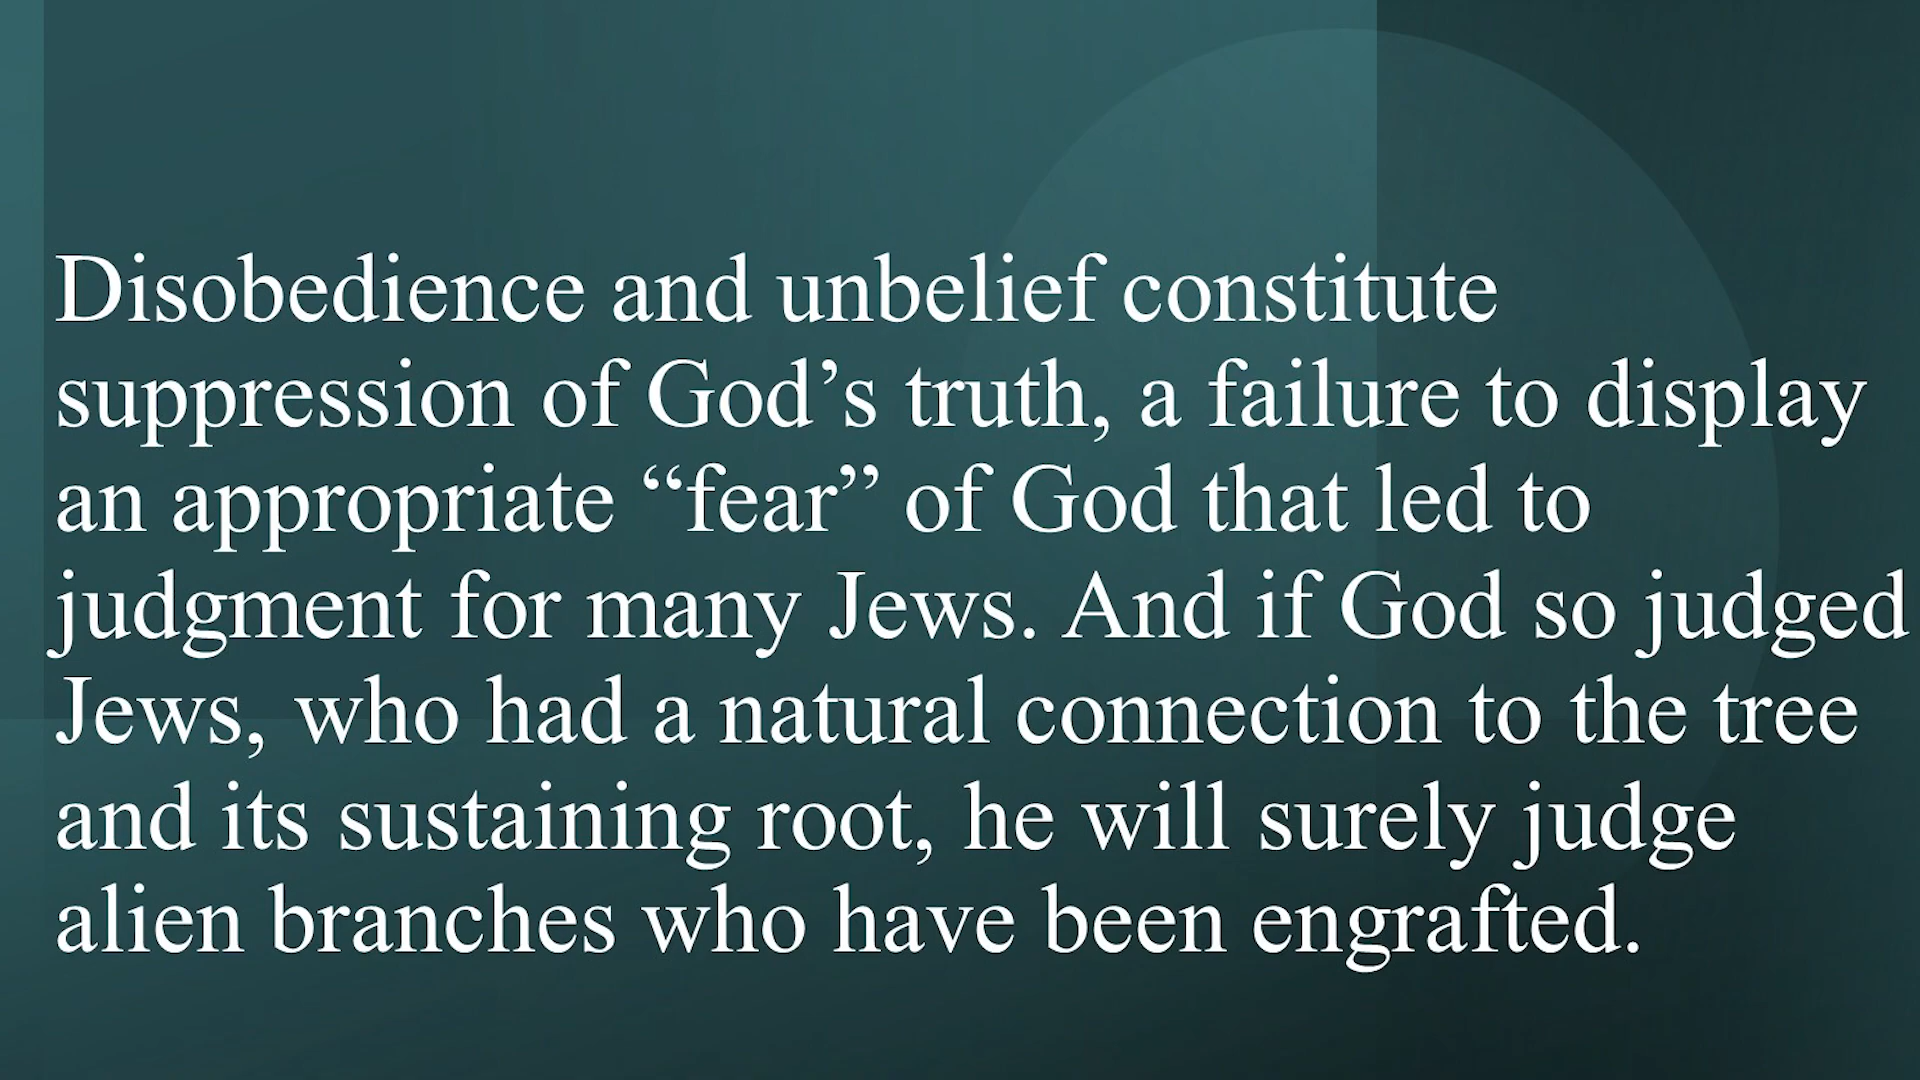 Disobedience and unbelief constitute
suppression of God’s truth, a failure to display
an appropriate “fear” of God that led to
judgment for many Jews. And if God so judged
Jews, who had a natural connection to the tree
and its sustaining root, he will surely judge
alien branches who have been engrafted.